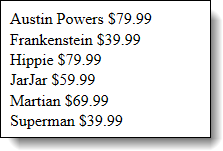 Austin Powers $79.99
Frankenstein $39.99
Hippie $79.99
JarJar $59.99
Martian $69.99
Superman $39.99